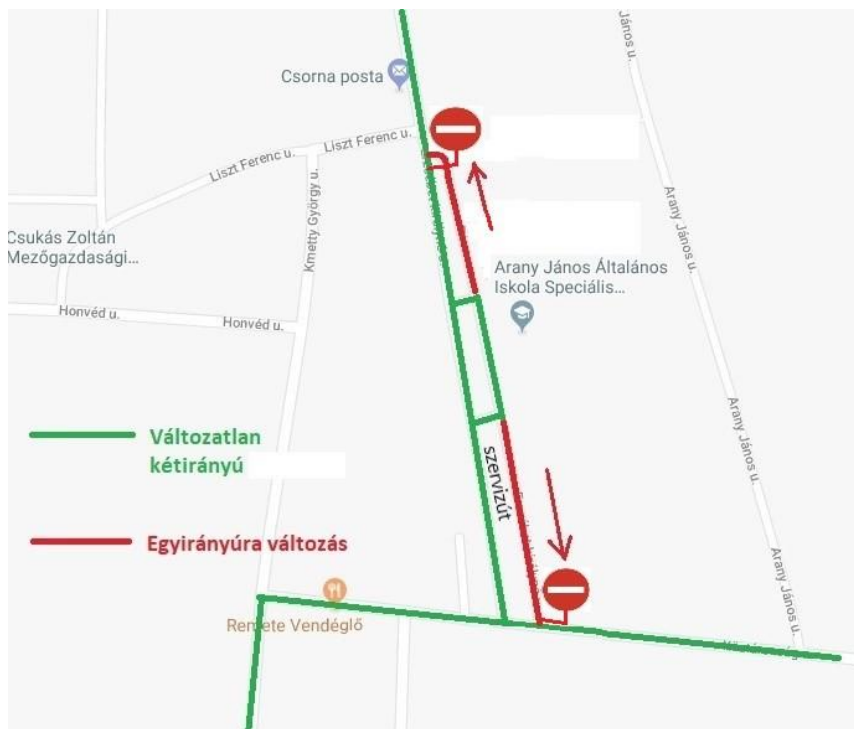 Arany János u.
Csorna posta
Liszt Ferenc u.
Liszt Ferenc u.
Kmetty György u.
Arany János u.
Csukás Zoltán
Mezőgazdasági...
Arany János Általános
Iskola Speciális...
Honvéd u.
Honvéd u.
Arany János u.
Változatlan
kétirányú
szervizút
Egyirányúra változás
Arany János u.
Remete Vendéglő